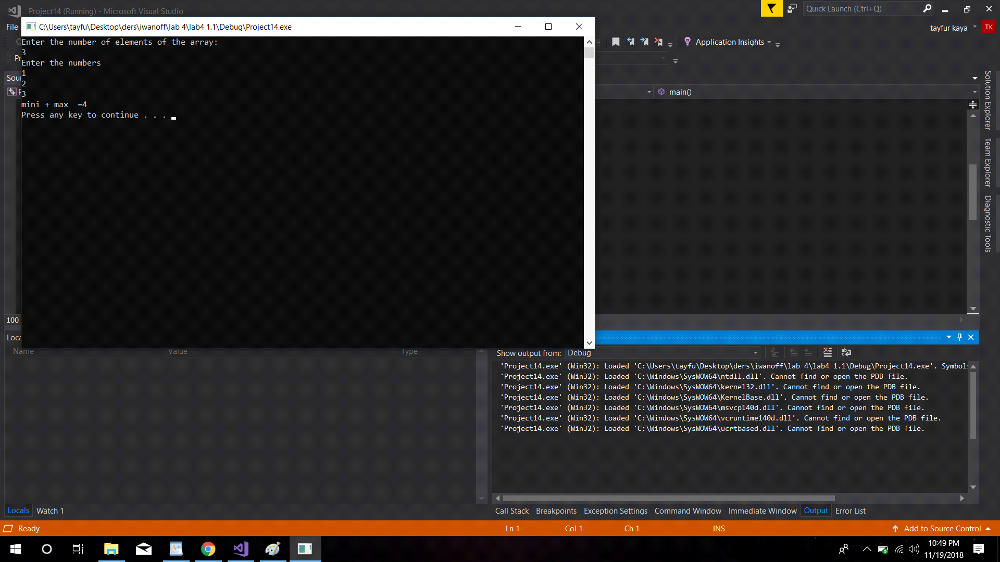 Project14 (Running) - Microsoft Visual Studio
Quick Launch (Ctrl+Q)
File
tayfur kaya
TK
C:\Users\tayfu\Desktop\ders\iwanoff\lab 4\lab4 1.1\Debug\Project14.exe
Enter the number of elements of the array:
3
Enter the numbers
1
2
3
mini + max  =4
Press any key to continue . . .
Application Insights
main()
Solution Explorer
Team Explorer
Diagnostic Tools
100
Name
Value
Type
Show output from:
Debug
'Project14.exe' (Win32): Loaded 'C:\Users\tayfu\Desktop\ders\iwanoff\lab 4\lab4 1.1\Debug\Project14.exe'. Symbol
'Project14.exe' (Win32): Loaded 'C:\Windows\SysWOW64\ntdll.dll'. Cannot find or open the PDB file.
'Project14.exe' (Win32): Loaded 'C:\Windows\SysWOW64\kernel32.dll'. Cannot find or open the PDB file.
'Project14.exe' (Win32): Loaded 'C:\Windows\SysWOW64\KernelBase.dll'. Cannot find or open the PDB file.
'Project14.exe' (Win32): Loaded 'C:\Windows\SysWOW64\msvcp140d.dll'. Cannot find or open the PDB file.
'Project14.exe' (Win32): Loaded 'C:\Windows\SysWOW64\vcruntime140d.dll'. Cannot find or open the PDB file.
'Project14.exe' (Win32): Loaded 'C:\Windows\SysWOW64\ucrtbased.dll'. Cannot find or open the PDB file.
Locals
Watch 1
Call Stack
Breakpoints
Exception Settings
Command Window
Immediate Window
Output
Error List
Ready
Ln 1
Col 1
Ch 1
INS
Add to Source Control
10:49 PM
11/19/2018